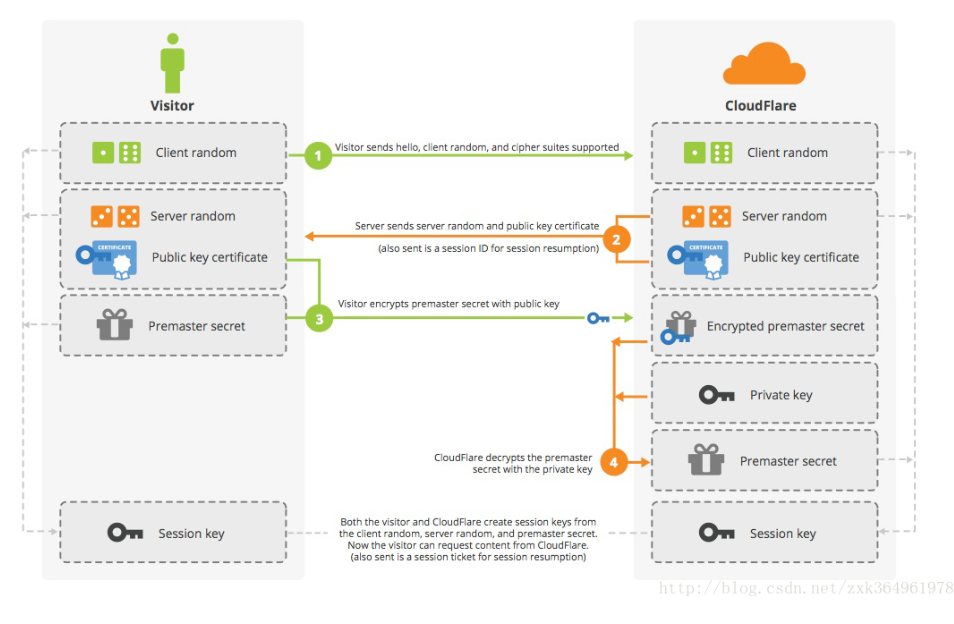 Visitor
CloudFlare
Client random
1
Visitor sends hello, client random, and cipher suites supported
Client random
Server random
Server sends server random and public key certificate
2
Server random
(also sent is a session ID for session resumption)
CERTIFICATE
Public key certificate
CERTIFICATE
Public key certificate
Visitor encrypts premaster secret with public key
3
Premaster secret
Encrypted premaster secret
Private key
CloudFlare decrypts the premaster
secret with the private key
4
Premaster secret
Session key
Both the visitor and CloudFlare create session keys from
the client random, server random, and premaster secret.
Now the visitor can request content from CloudFlare.
(also sent is a session ticket for session resumption)
Session key
http://blog.csdn.net/zxk364961978